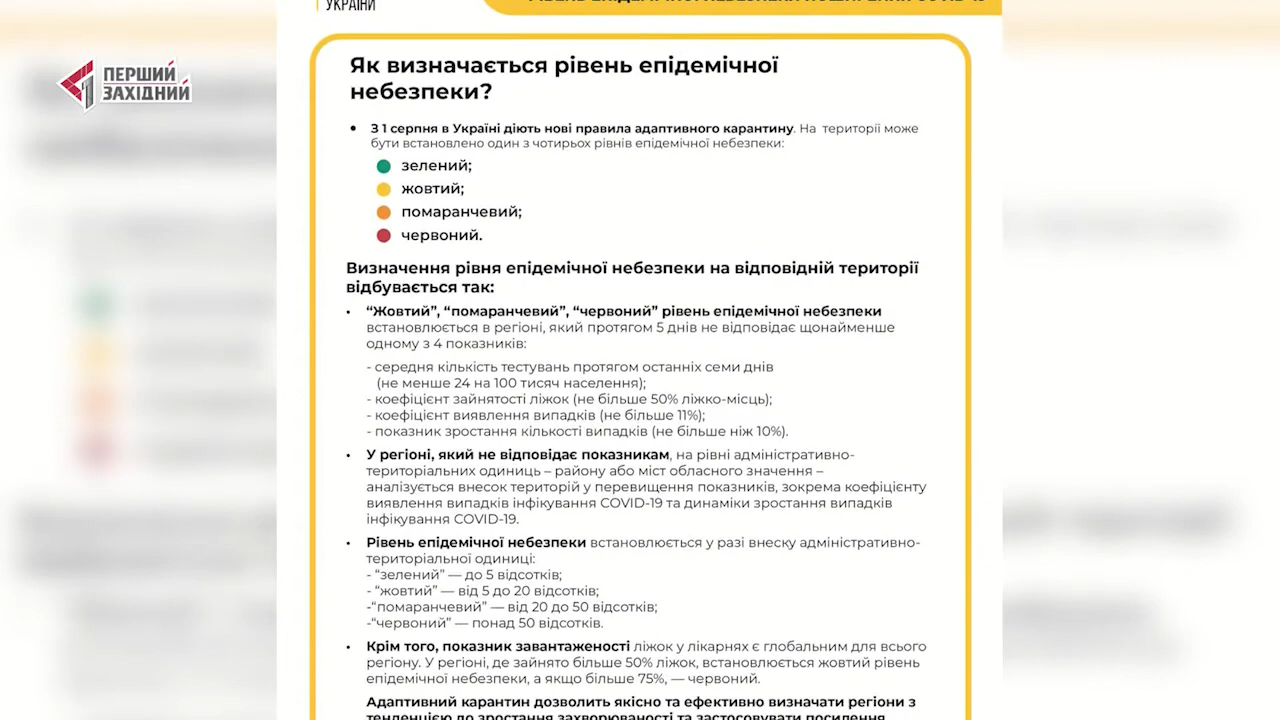 УКРАЇНИ
ПЕРШИЙ
ЗАХІДНИЙ
Як визначається рівень епідемічної
небезпеки?
• З 1 серпня в Україні діють нові правила адаптивного карантину. На території може
бути встановлено один з чотирьох рівнів епідемічної небезпеки:
зелений;
жовтий;
помаранчевий;
червоний.
Визначення рівня епідемічної небезпеки на відповідній території
відбувається так:
• “Жовтий”, “помаранчевий”, “червоний” рівень епідемічної небезпеки
встановлюється в регіоні, який протягом 5 днів не відповідає щонайменше
одному з 4 показників:
- середня кількість тестувань протягом останніх семи днів
(не менше 24 на 100 тисяч населення);
- коефіцієнт зайнятості ліжок (не більше 50% ліжко-місць);
- коефіцієнт виявлення випадків (не більше 11%);
- показник зростання кількості випадків (не більше ніж 10%).
• У регіоні, який не відповідає показникам, на рівні адміністративно-
територіальних одиниць – району або міст обласного значення –
аналізується внесок територій у перевищення показників, зокрема коефіцієнту
виявлення випадків інфікування COVID-19 та динаміки зростання випадків
інфікування COVID-19.
• Рівень епідемічної небезпеки встановлюється у разі внеску адміністративно-
територіальної одиниці:
- “зелений” — до 5 відсотків;
- “жовтий” — від 5 до 20 відсотків;
-“помаранчевий” — від 20 до 50 відсотків;
-“червоний” — понад 50 відсотків.
• Крім того, показник завантаженості ліжок у лікарнях є глобальним для всього
регіону. У регіоні, де зайнято більше 50% ліжок, встановлюється жовтий рівень
епідемічної небезпеки, а якщо більше 75%, — червоний.
Адаптивний карантин дозволить якісно та ефективно визначати регіони з
тенденцією до зростання захворюваності та застосовувати посилення